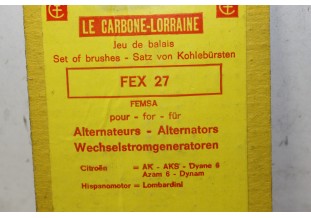 LE CARBONE-LORRAINE
Jeu de balais
Set of brushes - Satz von Kohlebürsten
FEX 27
FEMSA
pour - for - für
Alternateurs - Alternators
Wechselstromgeneratoren
Citroën = AK - AKS - Dyane 6
Azam 6 - Dynam
Hispanomotor = Lombardini